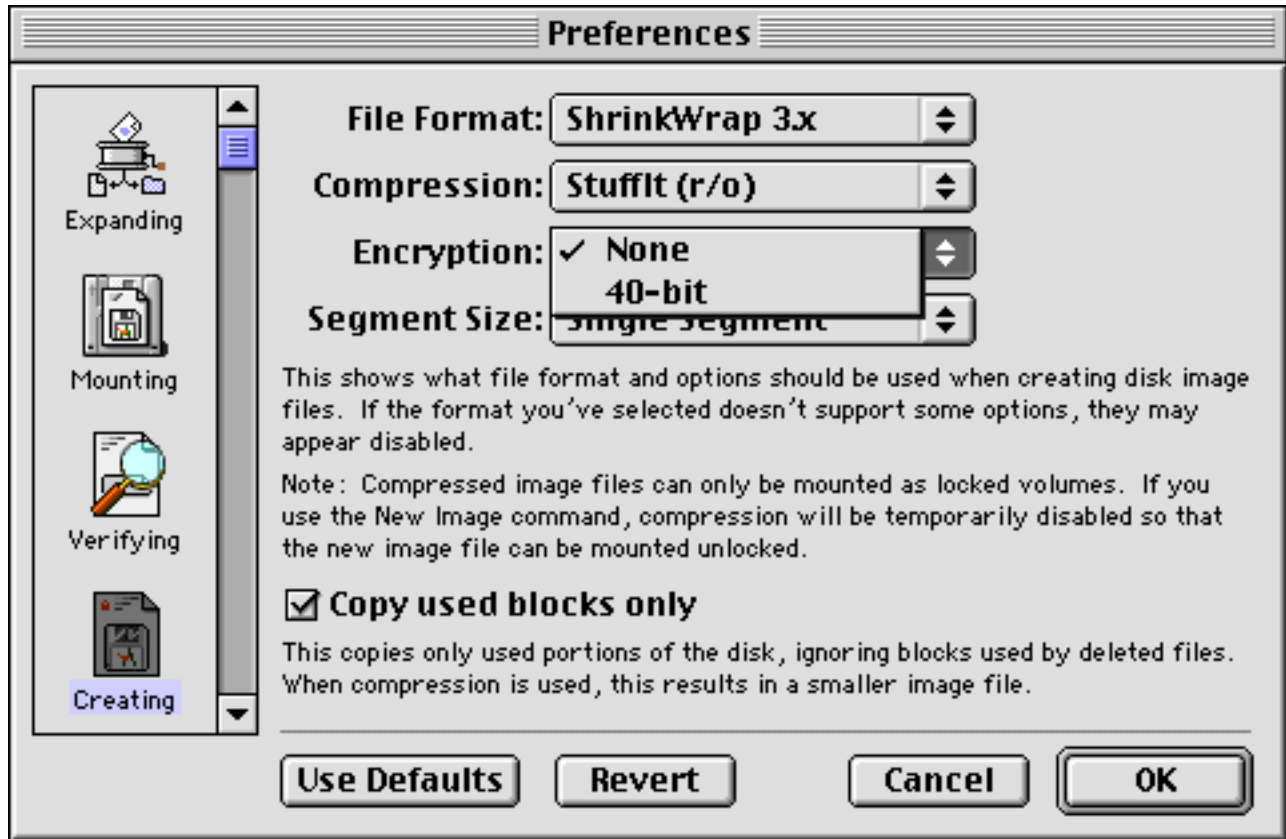 Preferences
Expanding
Mounting
Verifying
Creating
File Format: ShrinkWrap 3.x
Compression: StuffIt (r/o)
Encryption: ✓ None
40-bit
Segment Size: Single Segment
This shows what file format and options should be used when creating disk image
files. If the format you've selected doesn't support some options, they may
appear disabled.
Note: Compressed image files can only be mounted as locked volumes. If you
use the New Image command, compression will be temporarily disabled so that
the new image file can be mounted unlocked.
Copy used blocks only
This copies only used portions of the disk, ignoring blocks used by deleted files.
When compression is used, this results in a smaller image file.
Use Defaults
Revert
Cancel
OK